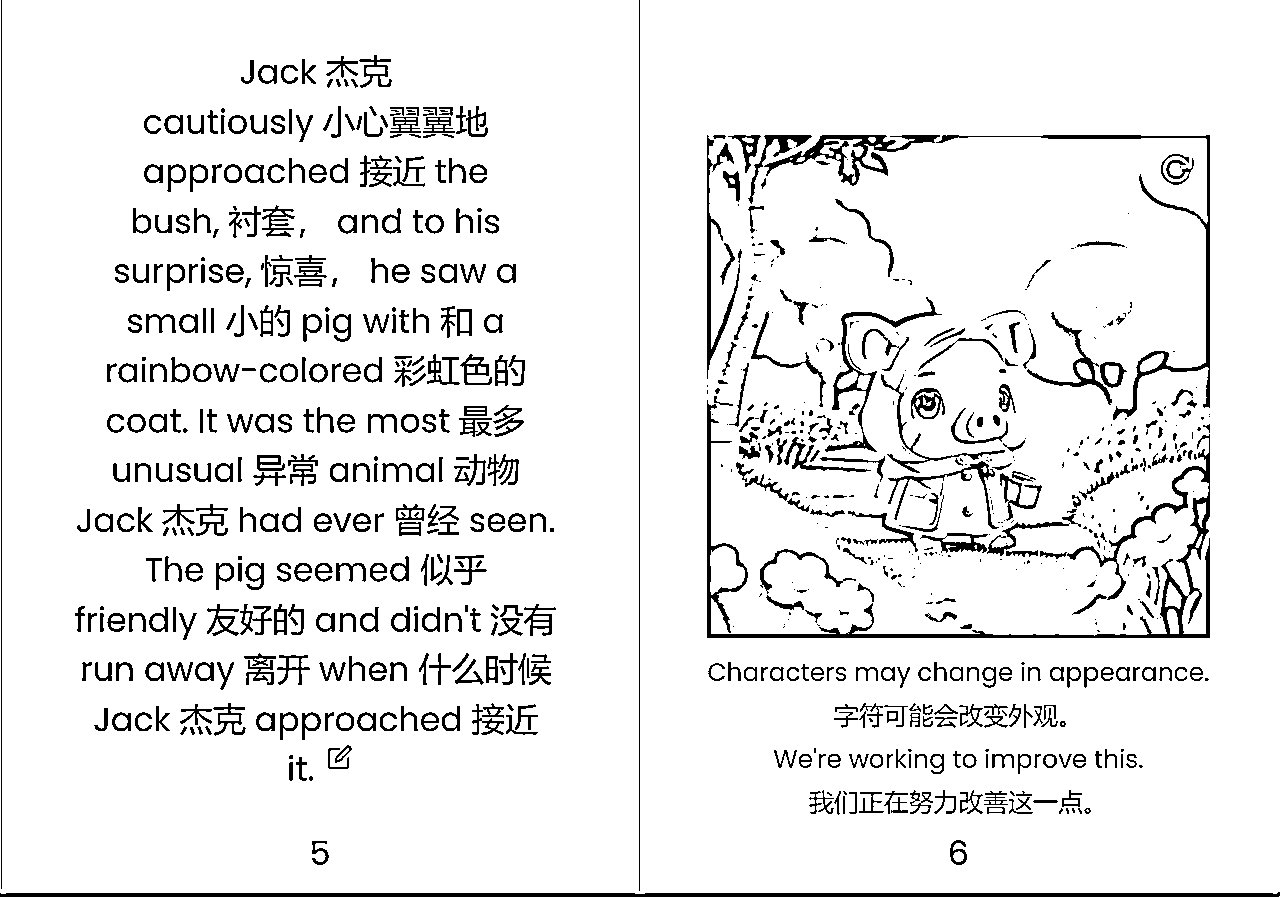 Jack 杰克
cautiously 小心翼翼地
approached 接近 the
bush, 衬套， and to his
surprise, 惊喜， he saw a
small 小的 pig with 和 a
rainbow-colored 彩虹色的
coat. It was the most 最多
unusual 异常 animal 动物
Jack 杰克 had ever 曾经 seen.
The pig seemed 似乎
friendly 友好的 and didn't 没有
run away 离开 when 什么时候
Jack 杰克 approached 接近
it.
5
Characters may change in appearance.
字符可能会改变外观。
We're working to improve this.
我们正在努力改善这一点。
6